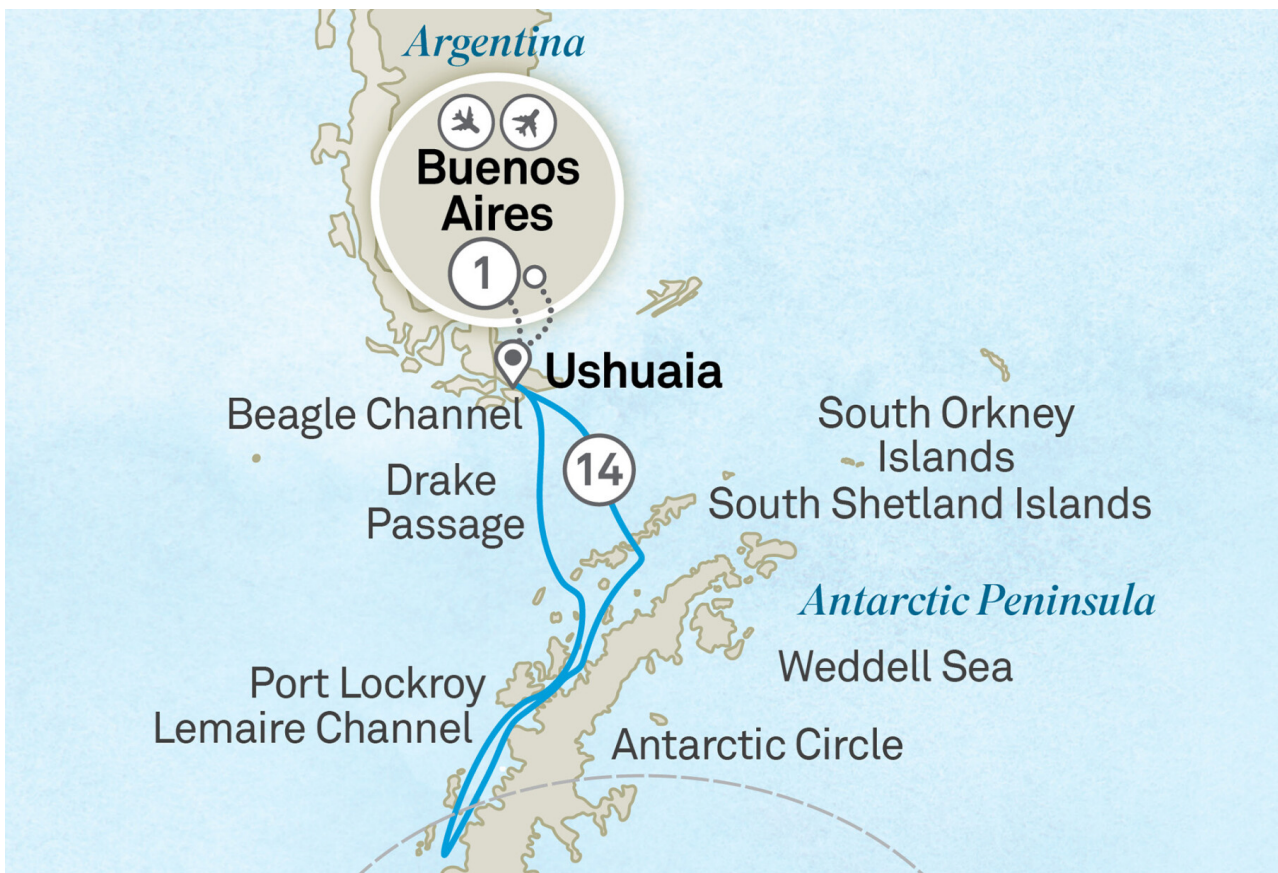 Argentina
Buenos
Aires
1
Ushuaia
Beagle Channel
Drake
Passage
14
South Orkney
Islands
South Shetland Islands
Antarctic Peninsula
Weddell Sea
Port Lockroy
Lemaire Channel
Antarctic Circle